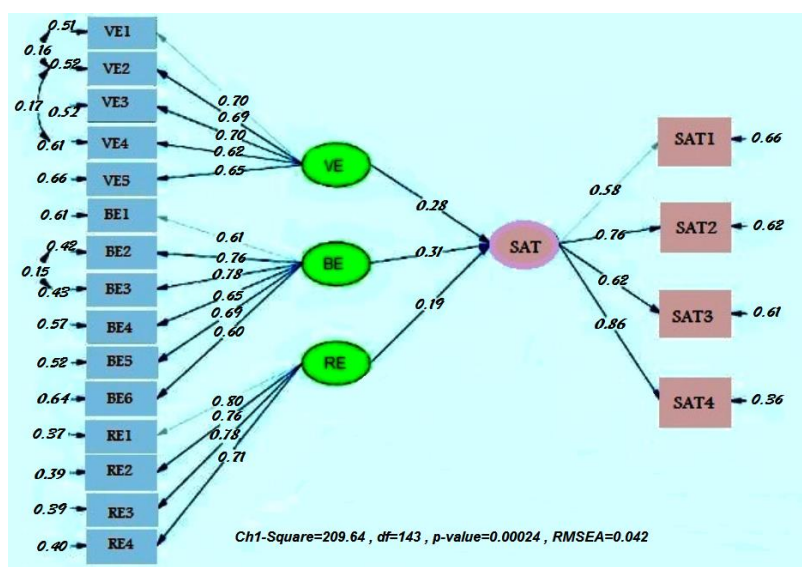 0.51
VE1
0.16
0.52
VE2
0.17
0.52
VE3
0.61
VE4
0.66
VE5
0.61
BE1
0.42
BE2
0.15
0.43
BE3
0.57
BE4
0.52
BE5
0.64
BE6
0.37
RE1
0.39
RE2
0.39
RE3
0.40
RE4
0.70
0.69
0.70
0.62
0.65
0.61
0.76
0.78
0.65
0.69
0.60
0.80
0.76
0.78
0.71
VE
BE
RE
0.28
0.31
0.19
SAT
0.58
0.76
0.62
0.86
SAT1
0.66
SAT2
0.62
SAT3
0.61
SAT4
0.36
Ch1-Square=209.64 , df=143 , p-value=0.00024 , RMSEA=0.042